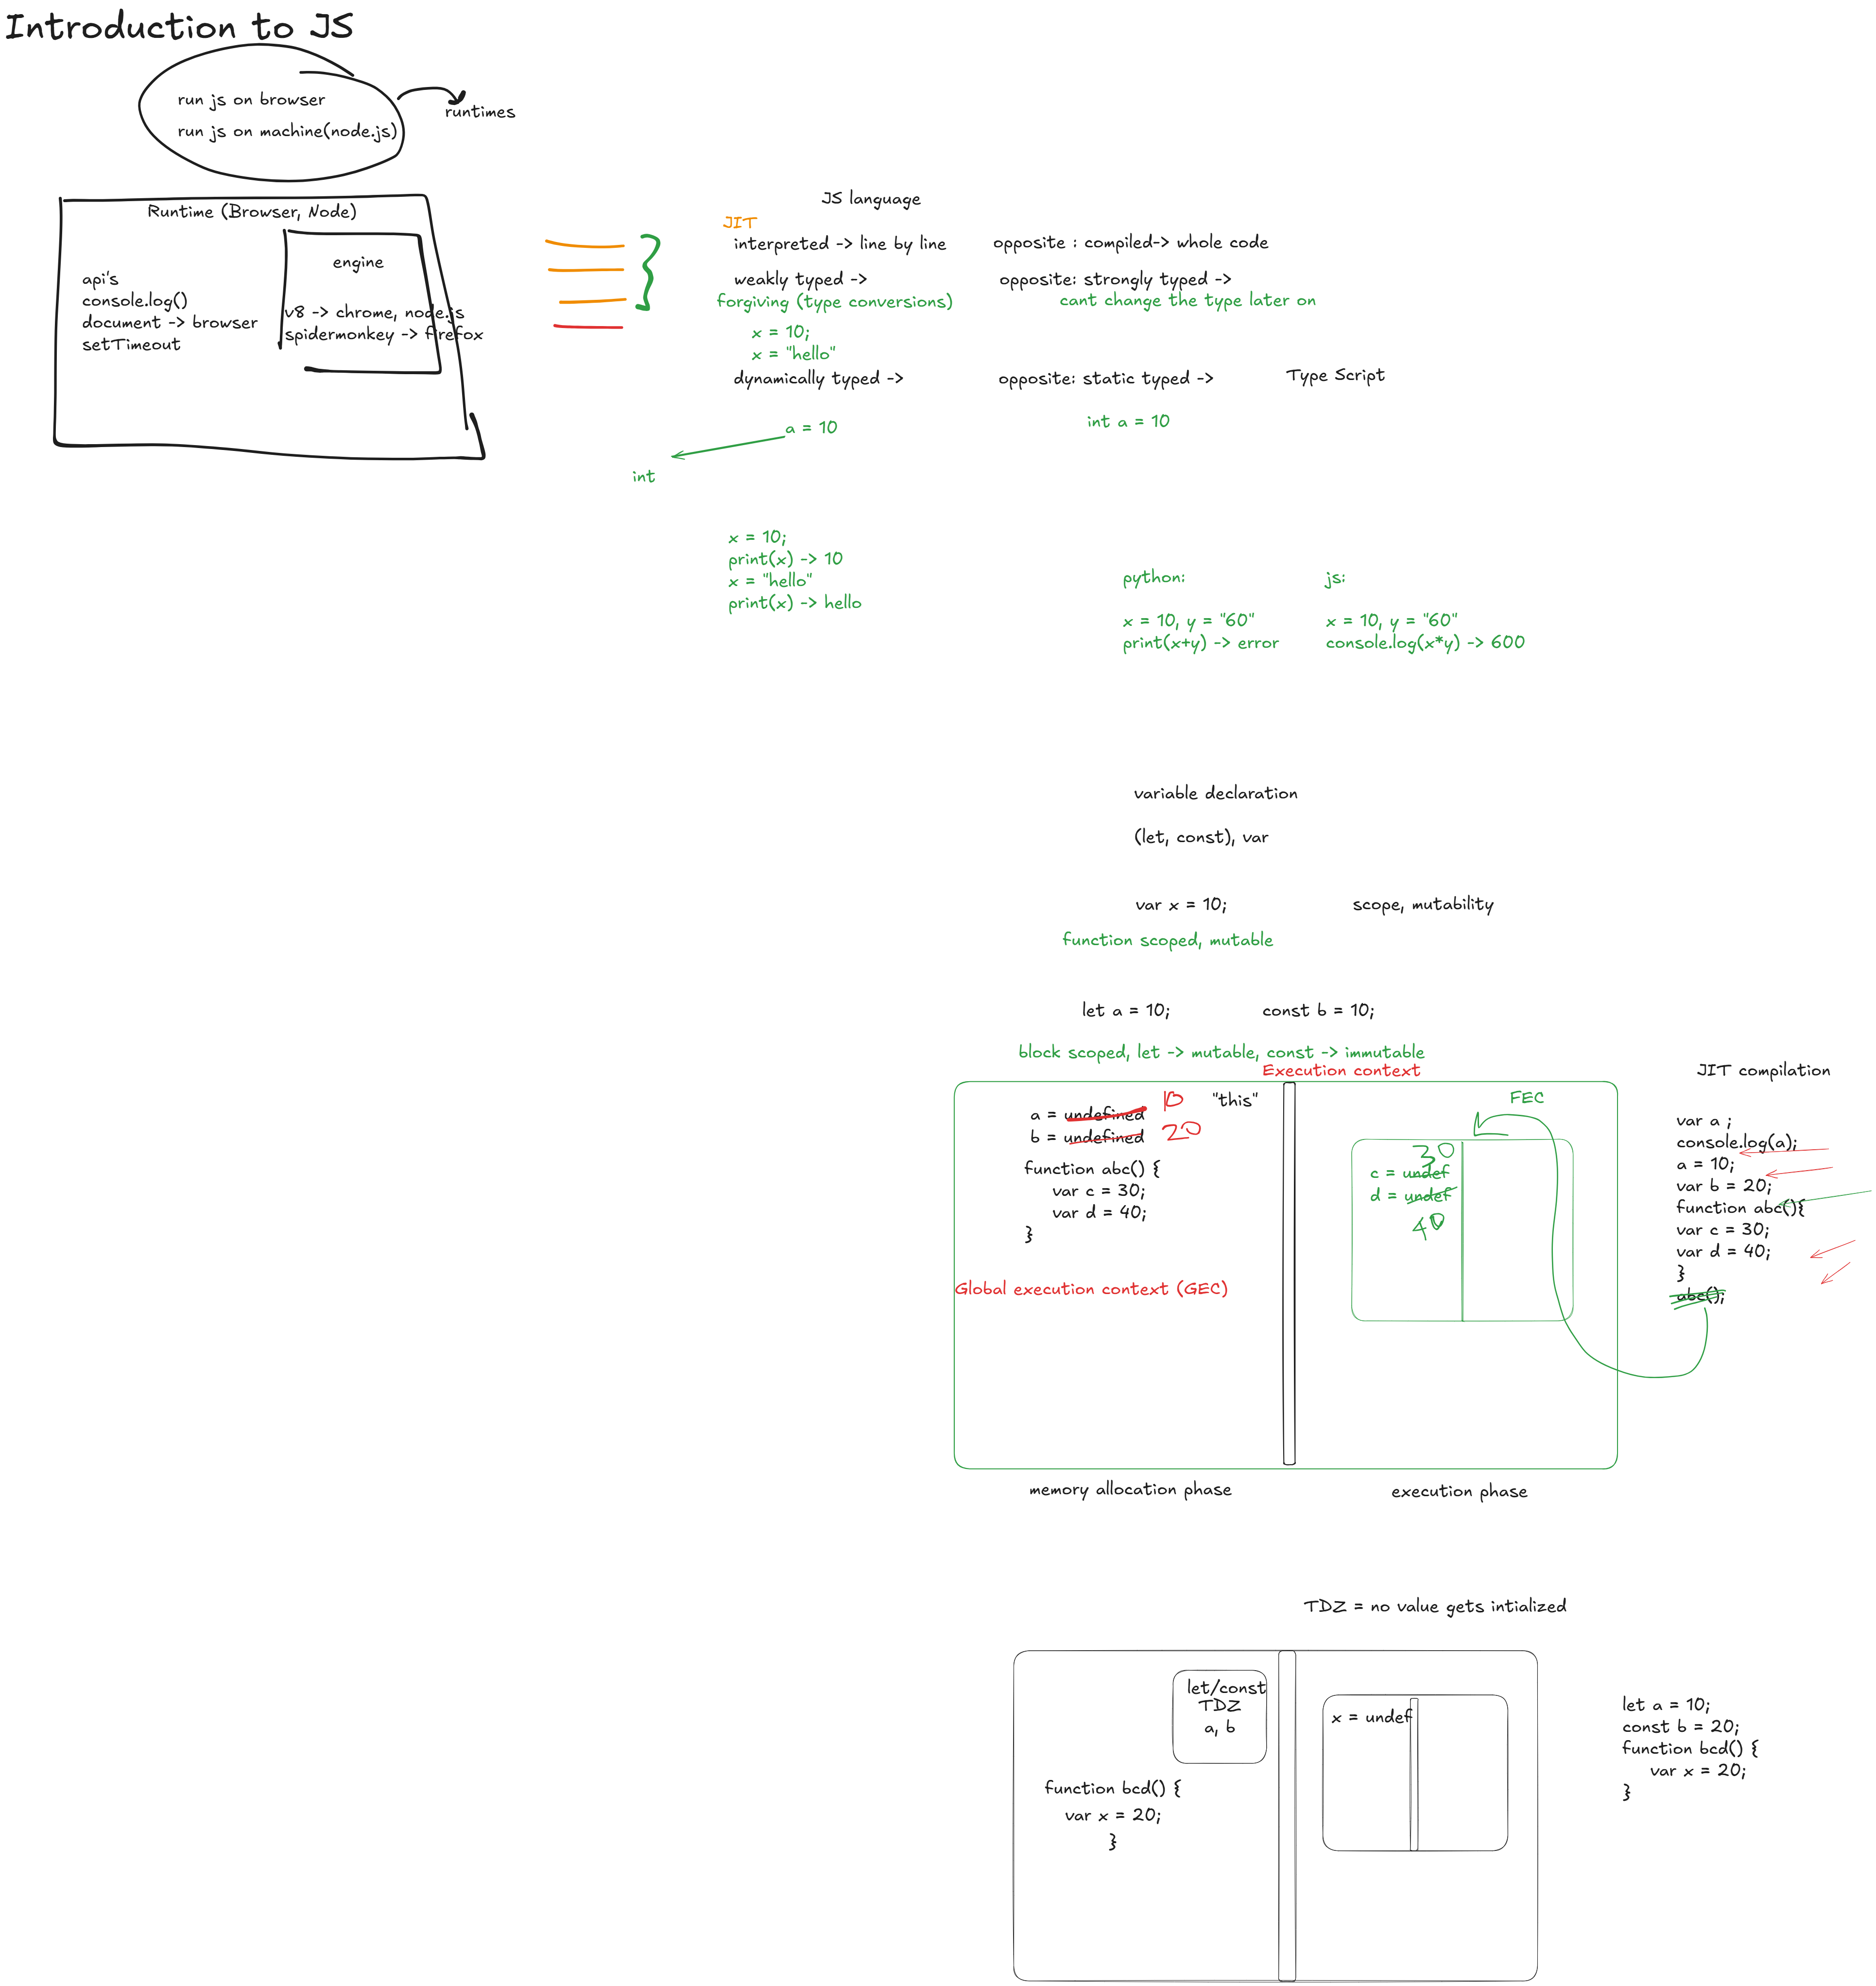 Introduction to JS
run js on browser
run js on machine(node.js)
runtimes
Runtime (Browser, Node)
engine
api's
console.log()
document -> browser
setTimeout
v8 -> chrome, node.js
spidermonkey -> firefox
JS language
JIT
interpreted -> line by line
opposite : compiled-> whole code
weakly typed ->
opposite: strongly typed ->
forgiving (type conversions)
cant change the type later on
x = 10;
x = "hello"
dynamically typed ->
opposite: static typed ->
Type Script
a = 10
int a = 10
int
x = 10;
print(x) -> 10
x = "hello"
print(x) -> hello
python:
x = 10, y = "60"
print(x+y) -> error
js:
x = 10, y = "60"
console.log(x*y) -> 600
variable declaration
(let, const), var
var x = 10;
scope, mutability
function scoped, mutable
let a = 10;
const b = 10;
block scoped, let -> mutable, const -> immutable
Execution context
a = undefined 10
b = undefined 20
"this"
function abc() {
var c = 30;
var d = 40;
}
Global execution context (GEC)
FEC
30
c = undef
d = undef
40
JIT compilation
var a ;
console.log(a);
a = 10;
var b = 20;
function abc(){
var c = 30;
var d = 40;
}
abc();
memory allocation phase
execution phase
TDZ = no value gets intialized
let/const
TDZ
a, b
function bcd() {
var x = 20;
}
x = undef
let a = 10;
const b = 20;
function bcd() {
var x = 20;
}